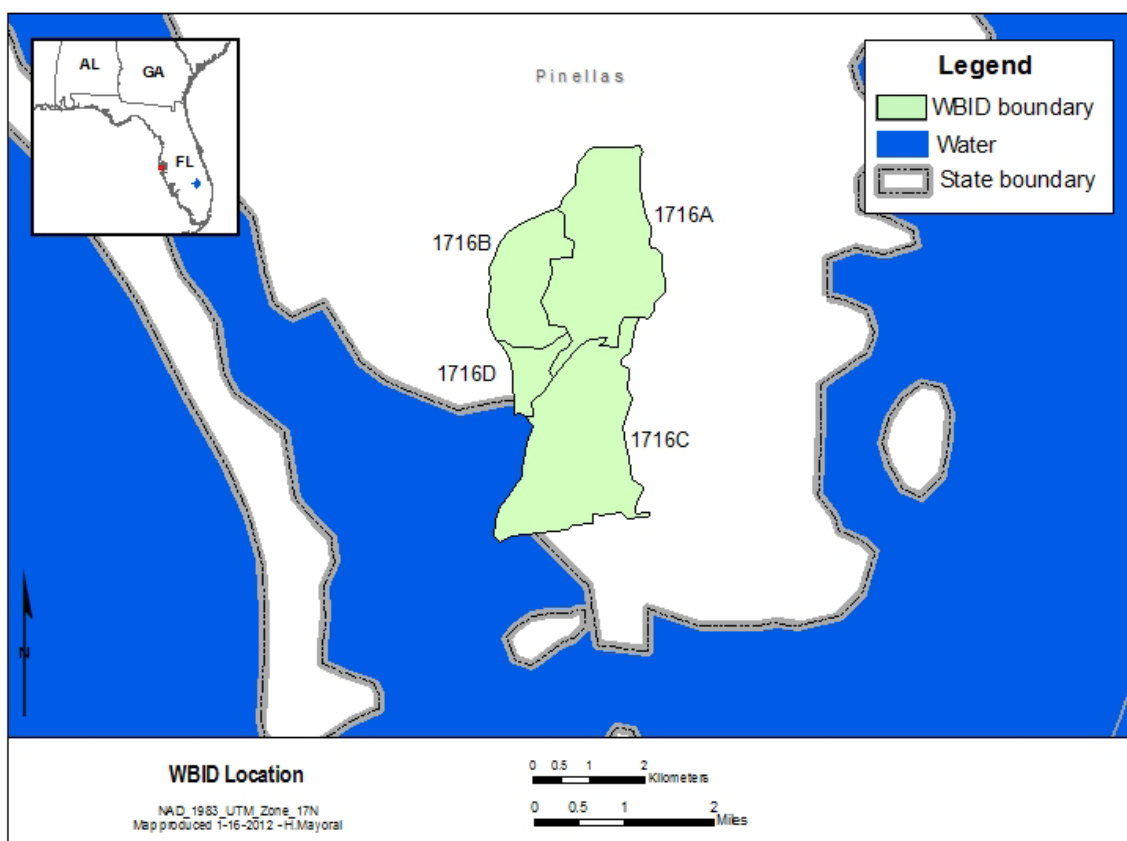 Pinellas
AL
GA
FL
Legend
WBID boundary
Water
State boundary
1716A
1716B
1716D
1716C
N
WBID Location
NAD_1983_UTM_Zone_17N
Map produced 1-16-2012 - H.Mayoral
0 0.5 1 2
Kilometers
0 0.5 1 2
Miles